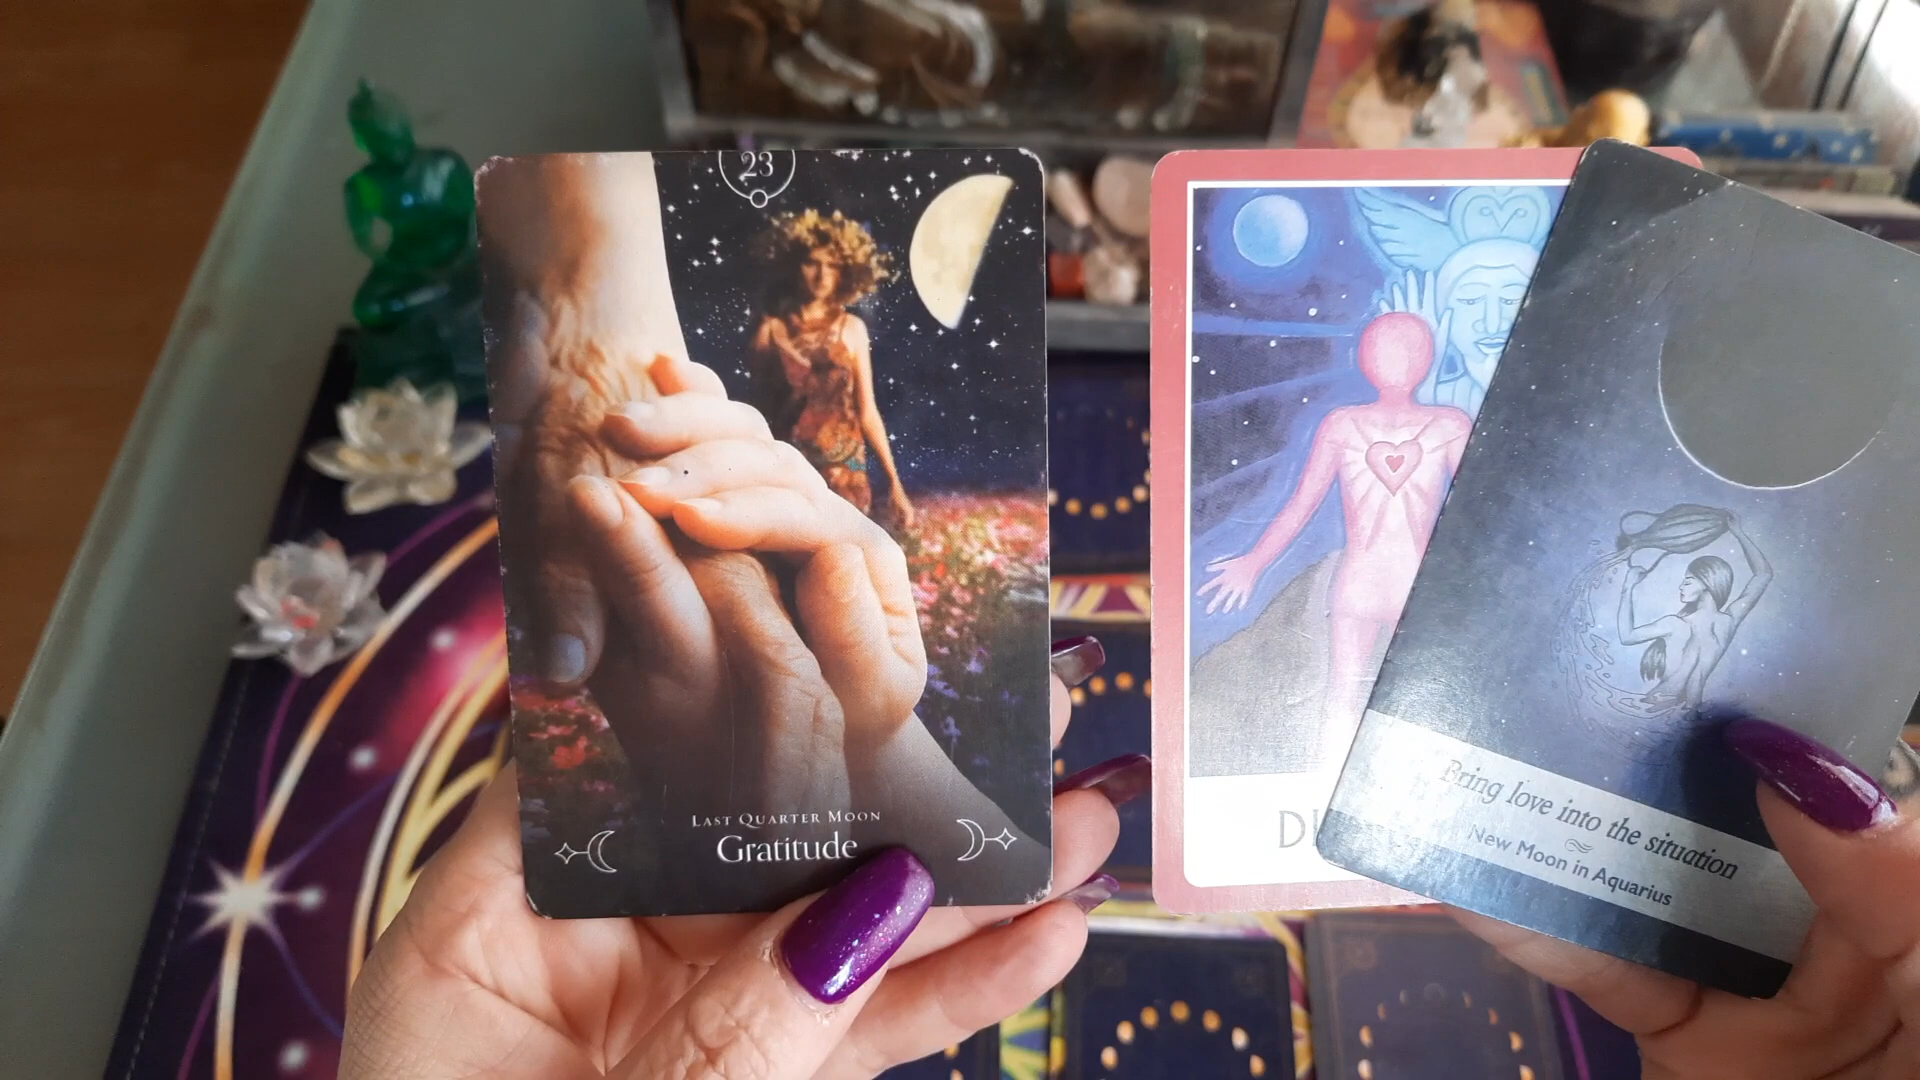 23
LAST QUARTER MOON
Gratitude
Bring love into the situation
New Moon in Aquarius